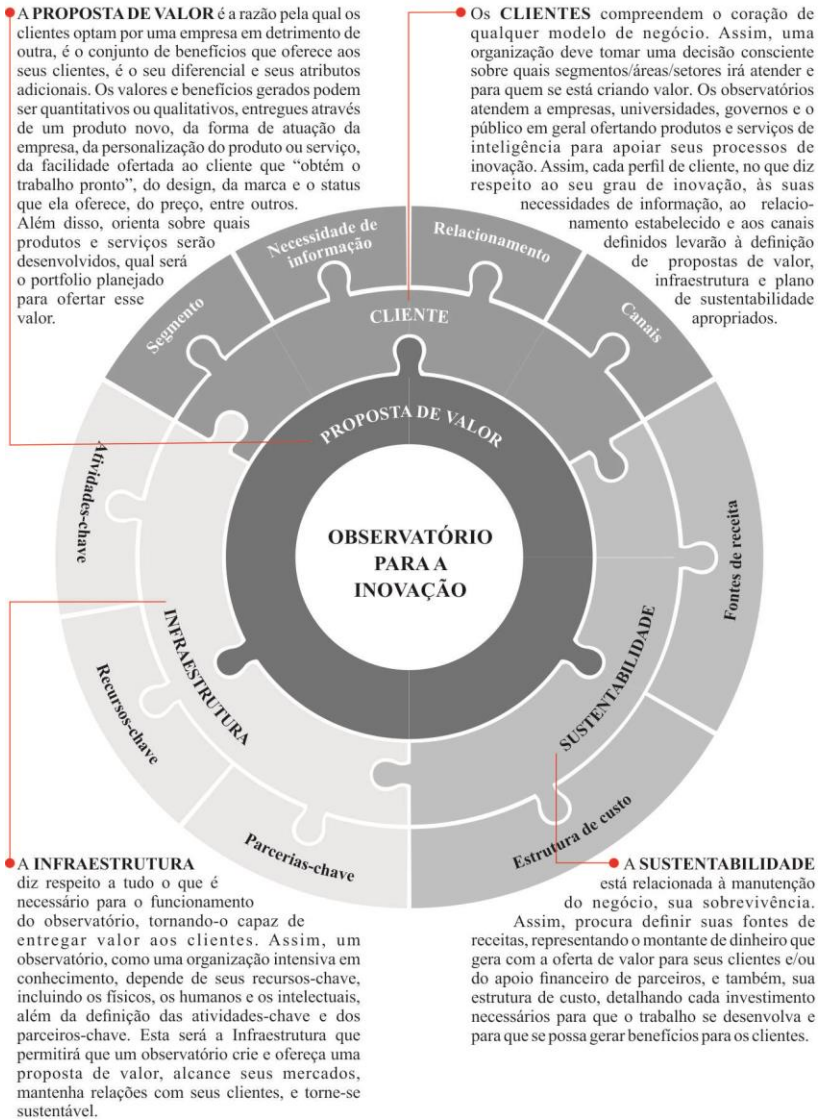 A PROPOSTA DE VALOR é a razão pela qual os
clientes optam por uma empresa em detrimento de
outra, é o conjunto de benefícios que oferece aos
seus clientes, é o seu diferencial e seus atributos
adicionais. Os valores e benefícios gerados podem
ser quantitativos ou qualitativos, entregues através
de um produto novo, da forma de atuação da
empresa, da personalização do produto ou serviço,
da facilidade ofertada ao cliente que “obtém o
trabalho pronto”, do design, da marca e o status
que ela oferece, do preço, entre outros.
Além disso, orienta sobre quais
produtos e serviços serão
desenvolvidos, qual será
o portfolio planejado
para ofertar esse
valor.
Os CLIENTES compreendem o coração de
qualquer modelo de negócio. Assim, uma
organização deve tomar uma decisão consciente
sobre quais segmentos/áreas/setores irá atender e
para quem se está criando valor. Os observatórios
atendem a empresas, universidades, governos e o
público em geral ofertando produtos e serviços de
inteligência para apoiar seus processos de
inovação. Assim, cada perfil de cliente, no que diz
respeito ao seu grau de inovação, às suas
necessidades de informação, ao relacio-
namento estabelecido e aos canais
definidos levarão à definição
de propostas de valor,
infraestrutura e plano
de sustentabilidade
apropriados.
Segmento
Necessidade de
informação
Relacionamento
Canais
CLIENTE
PROPOSTA DE VALOR
OBSERVATÓRIO
PARA A
INOVAÇÃO
Atividades-chave
Recursos-chave
Parcerias-chave
INFRAESTRUTURA
SUSTENTABILIDADE
Fontes de receita
Estrutura de custo
A INFRAESTRUTURA
diz respeito a tudo o que é
necessário para o funcionamento
do observatório, tornando-o capaz de
entregar valor aos clientes. Assim, um
observatório, como uma organização intensiva em
conhecimento, depende de seus recursos-chave,
incluindo os físicos, os humanos e os intelectuais,
além da definição das atividades-chave e dos
parceiros-chave. Esta será a Infraestrutura que
permitirá que um observatório crie e ofereça uma
proposta de valor, alcance seus mercados,
mantenha relações com seus clientes, e torne-se
sustentável.
A SUSTENTABILIDADE
está relacionada à manutenção
do negócio, sua sobrevivência.
Assim, procura definir suas fontes de
receitas, representando o montante de dinheiro que
gera com a oferta de valor para seus clientes e/ou
do apoio financeiro de parceiros, e também, sua
estrutura de custo, detalhando cada investimento
necessários para que o trabalho se desenvolva e
para que se possa gerar benefícios para os clientes.